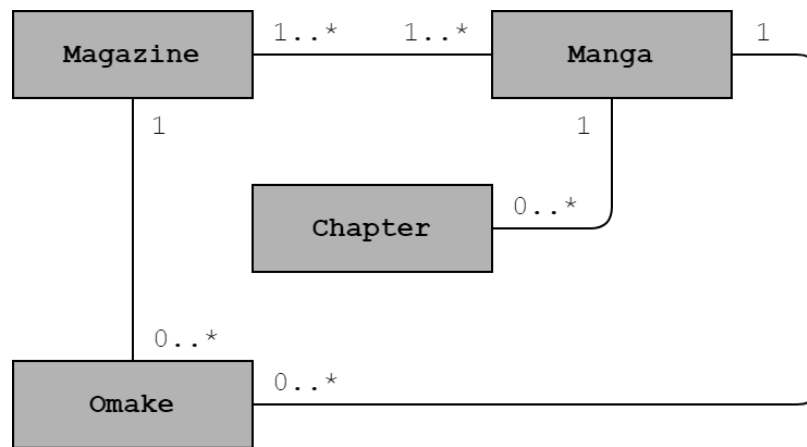 Magazine 1..* 1..* Manga 1
1 1
Chapter 0..*
0..*
Omake 0..*